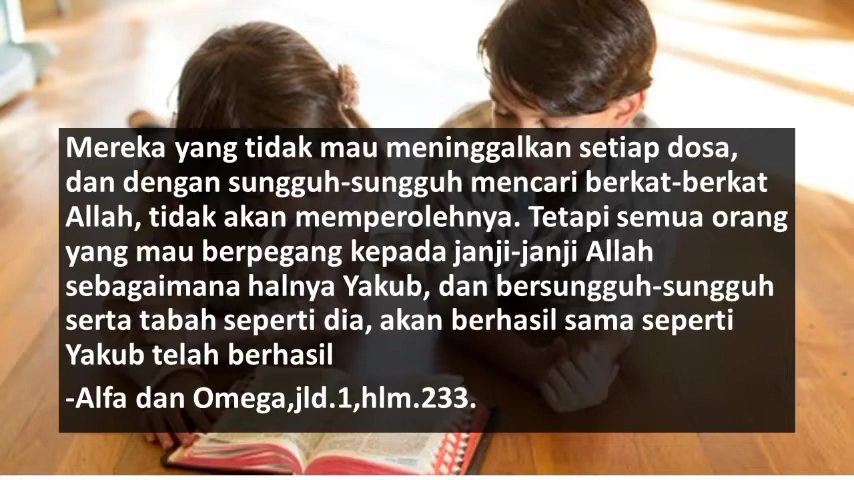 Mereka yang tidak mau meninggalkan setiap dosa,
dan dengan sungguh-sungguh mencari berkat-berkat
Allah, tidak akan memperolehnya. Tetapi semua orang
yang mau berpegang kepada janji-janji Allah
sebagaimana halnya Yakub, dan bersungguh-sungguh
serta tabah seperti dia, akan berhasil sama seperti
Yakub telah berhasil
-Alfa dan Omega,jld.1,hlm.233.